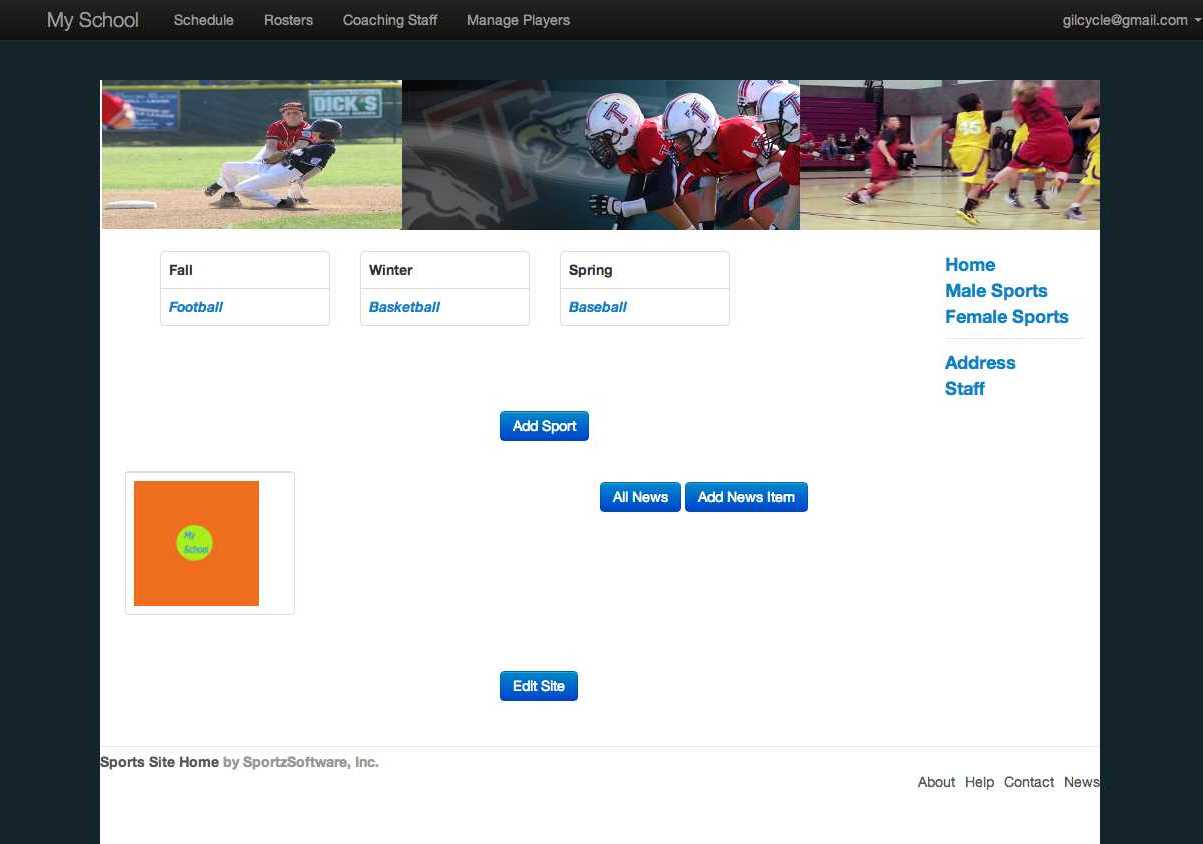 My School Schedule Rosters Coaching Staff Manage Players gilcycle@gmail.com
DICK'S
T T
T
15
21
Fall Winter Spring
Football Basketball Baseball
Home
Male Sports
Female Sports
Address
Staff
Add Sport
All News Add News Item
My
School
Edit Site
Sports Site Home by SportzSoftware, Inc.
About Help Contact News